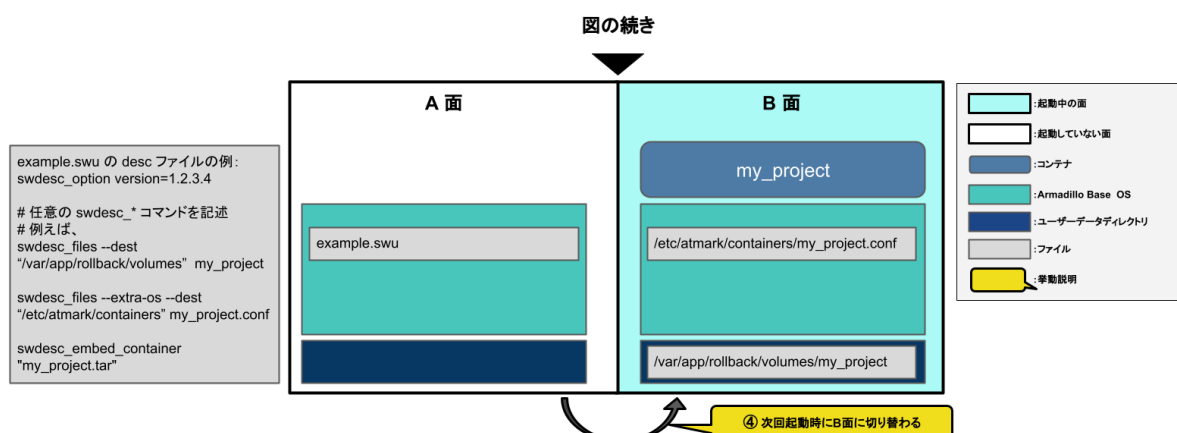 図の続き
A 面
B 面
example.swu の desc ファイルの例:
swdesc_option version=1.2.3.4
# 任意の swdesc_* コマンドを記述
# 例えば、
swdesc_files --dest
“/var/app/rollback/volumes” my_project
swdesc_files --extra-os --dest
“/etc/atmark/containers” my_project.conf
swdesc_embed_container
"my_project.tar"
example.swu
my_project
/etc/atmark/containers/my_project.conf
/var/app/rollback/volumes/my_project
:起動中の面
:起動していない面
:コンテナ
:Armadillo Base OS
:ユーザーデータディレクトリ
:ファイル
:挙動説明
④ 次回起動時にB面に切り替わる